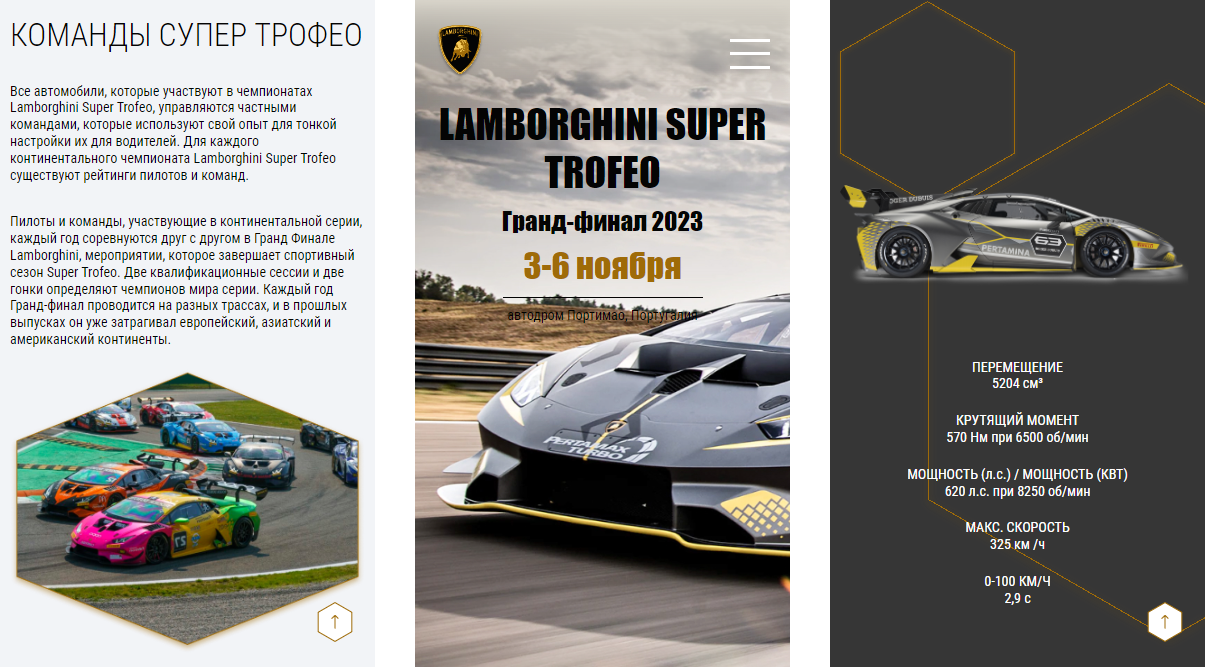 КОМАНДЫ СУПЕР ТРОФЕО
Все автомобили, которые участвуют в чемпионатах
Lamborghini Super Trofeo, управляются частными
командами, которые используют свой опыт для тонкой
настройки их для водителей. Для каждого
континентального чемпионата Lamborghini Super Trofeo
существуют рейтинги пилотов и команд.
Пилоты и команды, участвующие в континентальной серии,
каждый год соревнуются друг с другом в Гранд Финале
Lamborghini, мероприятии, которое завершает спортивный
сезон Super Trofeo. Две квалификационные сессии и две
гонки определяют чемпионов мира серии. Каждый год
Гранд-финал проводится на разных трассах, и в прошлых
выпусках он уже затрагивал европейский, азиатский и
американский континенты.
LAMBORGHINI
LAMBORGHINI SUPER
TROFEO
Гранд-финал 2023
3-6 ноября
автодром Портимао, Португалия
PERTAMAX
TURBO
ROGER DUBUIS
PERTAMINA
63
PIRELLI
ПЕРЕМЕЩЕНИЕ
5204 см³
КРУТЯЩИЙ МОМЕНТ
570 Нм при 6500 об/мин
МОЩНОСТЬ (л.с.) / МОЩНОСТЬ (КВТ)
620 л.с. при 8250 об/мин
МАКС. СКОРОСТЬ
325 км /ч
0-100 КМ/Ч
2,9 с